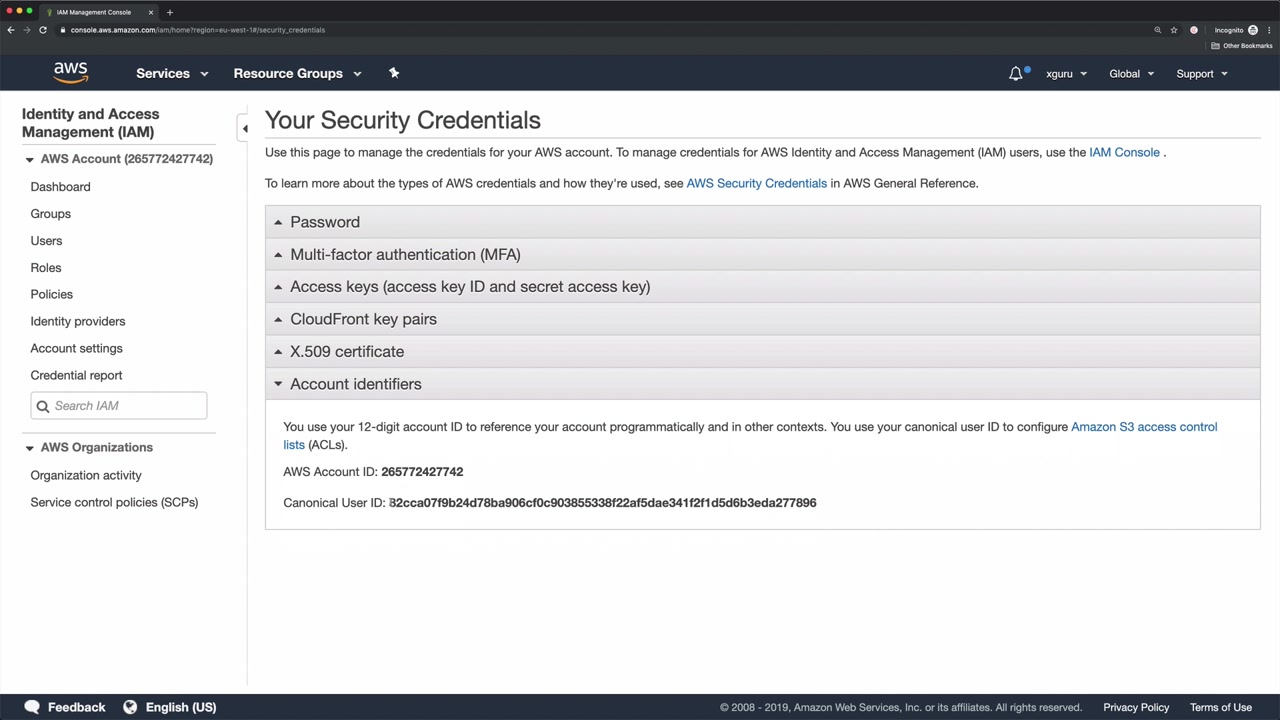 IAM Management Console
console.aws.amazon.com/iam/home?region=eu-west-1#/security_credentials
Incognito
Other Bookmarks
aws
Services
Resource Groups
xguru
Global
Support
Identity and Access
Management (IAM)
AWS Account (265772427742)
Dashboard
Groups
Users
Roles
Policies
Identity providers
Account settings
Credential report
Search IAM
AWS Organizations
Organization activity
Service control policies (SCPs)
Your Security Credentials
Use this page to manage the credentials for your AWS account. To manage credentials for AWS Identity and Access Management (IAM) users, use the IAM Console .
To learn more about the types of AWS credentials and how they're used, see AWS Security Credentials in AWS General Reference.
Password
Multi-factor authentication (MFA)
Access keys (access key ID and secret access key)
CloudFront key pairs
X.509 certificate
Account identifiers
You use your 12-digit account ID to reference your account programmatically and in other contexts. You use your canonical user ID to configure Amazon S3 access control
lists (ACLs).
AWS Account ID: 265772427742
Canonical User ID: 82cca07f9b24d78ba906cf0c903855338f22af5dae341f2f1d5d6b3eda277896
Feedback
English (US)
© 2008 - 2019, Amazon Web Services, Inc. or its affiliates. All rights reserved.
Privacy Policy
Terms of Use